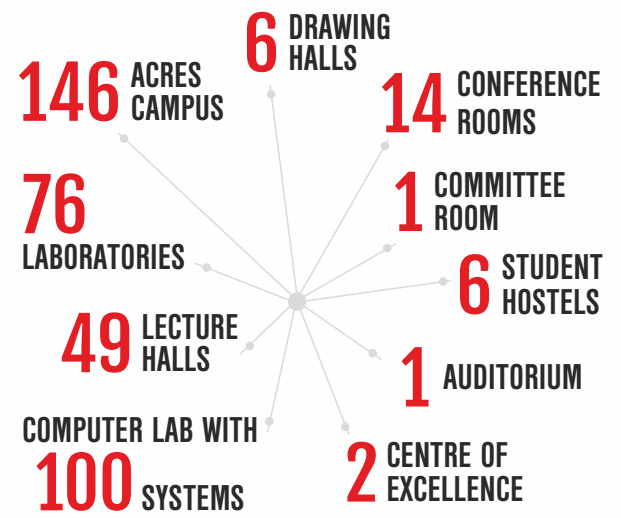 6 DRAWING
HALLS
146 ACRES
CAMPUS
14 CONFERENCE
ROOMS
76
LABORATORIES
1 COMMITTEE
ROOM
6 STUDENT
HOSTELS
49 LECTURE
HALLS
1 AUDITORIUM
COMPUTER LAB WITH
100 SYSTEMS
2 CENTRE OF
EXCELLENCE